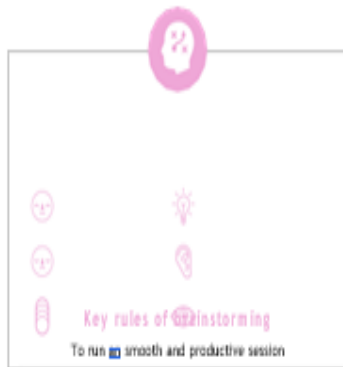 Key rules of brainstorming
To run smooth and productive session